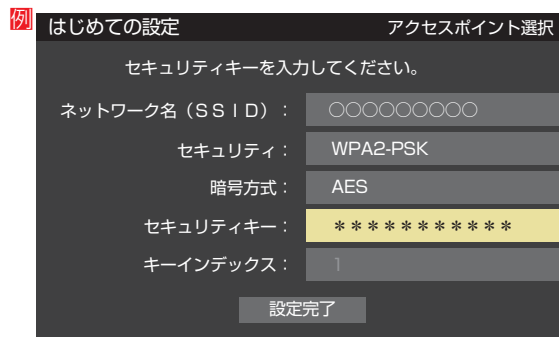 例
はじめての設定 アクセスポイント選択
セキュリティキーを入力してください。
ネットワーク名（ＳＳＩＤ）： ○○○○○○○○○
セキュリティ： WPA2-PSK
暗号方式： AES
セキュリティキー： ＊＊＊＊＊＊＊＊＊＊＊
キーインデックス： 1
設定完了